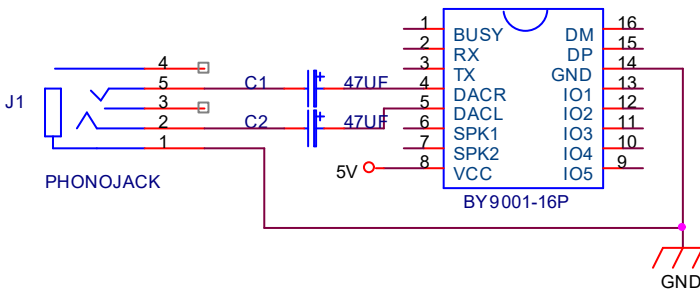 1 BUSY DM 16
2 RX DP 15
4 3 TX GND 14
5 C1 47UF 4 DACR IO1 13
J1 3 5 DACL IO2 12
2 C2 47UF 6 SPK1 IO3 11
7 SPK2 IO4 10
1 5V 8 VCC IO5 9
PHONOJACK
BY9001-16P
GND